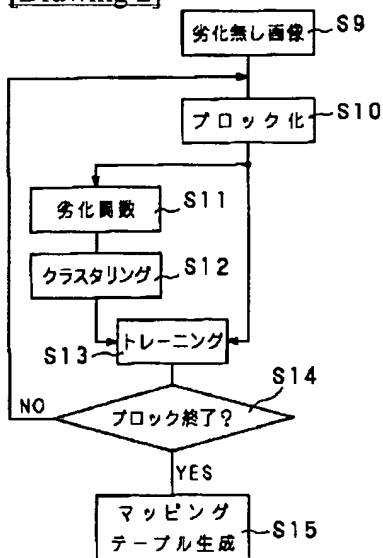 [Drawing 2]
劣化無し画像
S9
ブロック化
S10
劣化関数
S11
クラスタリング
S12
トレーニング
S13
S14
ブロック終了?
NO
YES
マッピング
テーブル生成
S15